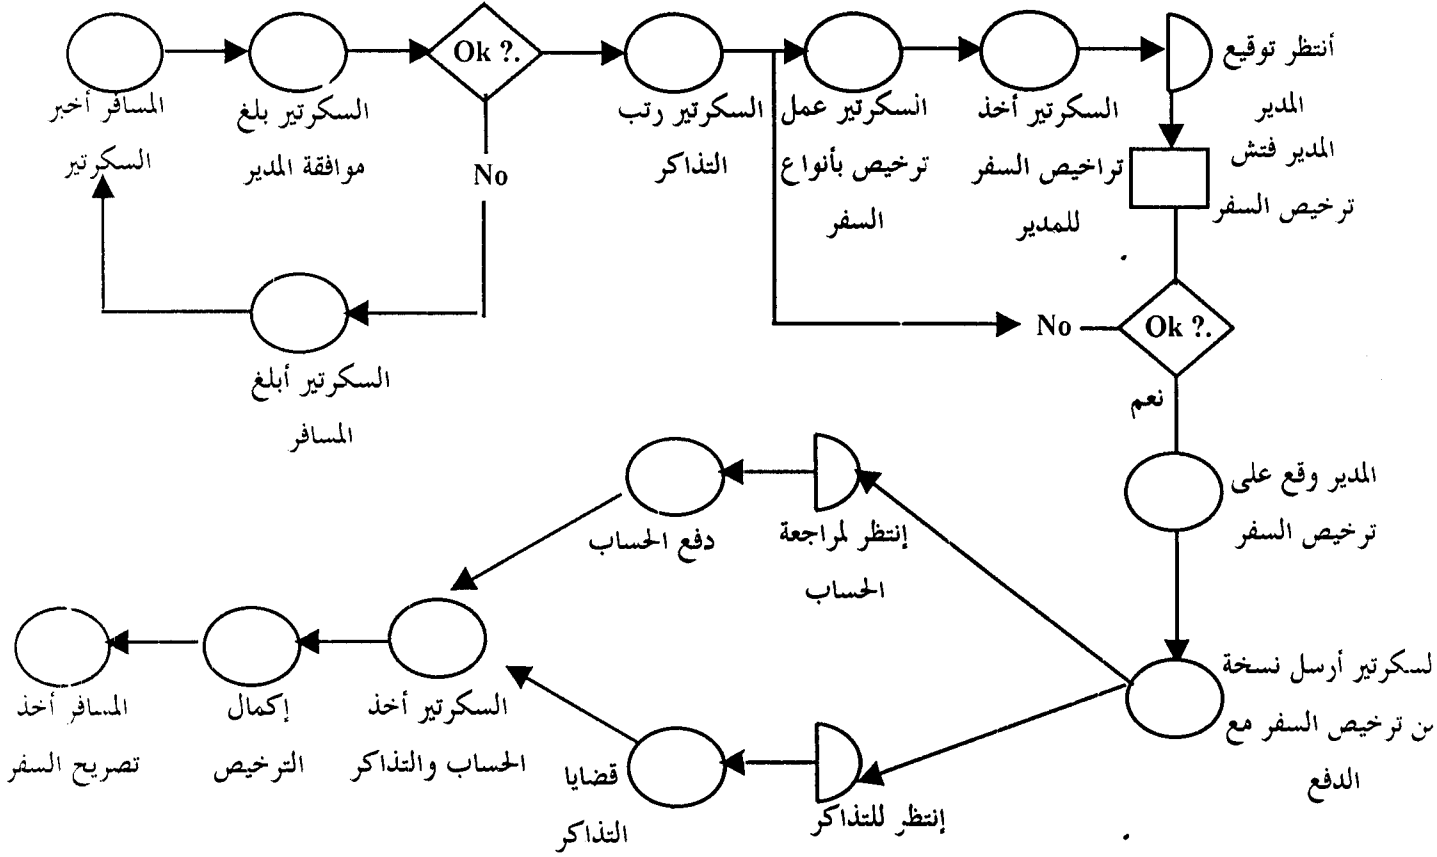 المسافر أخبر
السكرتير
السكرتير بلغ
موافقة المدير
Ok ?.
No
السكرتير أبلغ
المسافر
السكرتير رتب
التذاكر
السكرتير عمل
ترخيص بأنواع
السفر
السكرتير أخذ
تراخيص السفر
للمدير
أنتظر توقيع
المدير
المدير فتش
ترخيص السفر
Ok ?.
No
نعم
المدير وقع على
ترخيص السفر
لسكرتير أرسل نسخة
ن ترخيص السفر مع
الدفع
إنتظر لمراجعة
الحساب
دفع الحساب
إنتظر للتذاكر
قضايا
التذاكر
السكرتير أخذ
الحساب والتذاكر
إكمال
الترخيص
المسافر أخذ
تصريح السفر